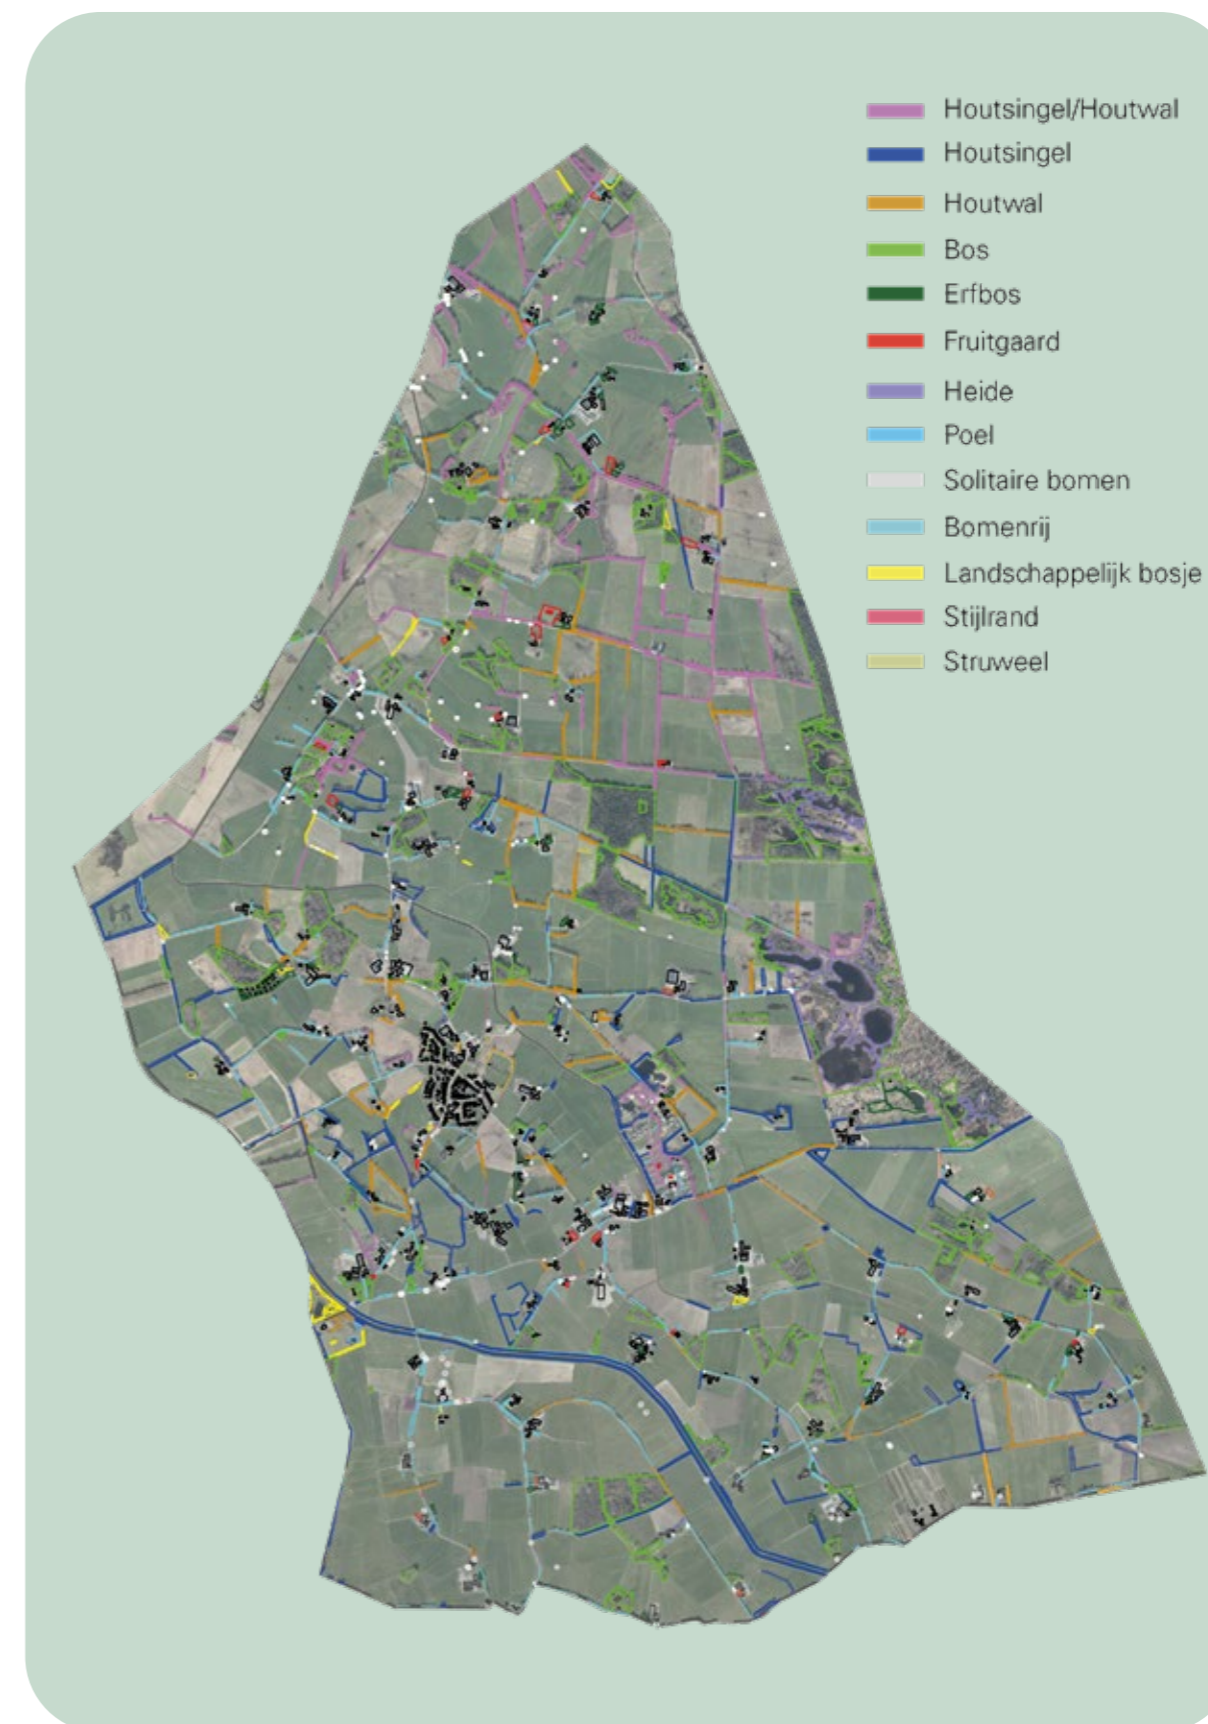 Houtsingel/Houtwal
Houtsingel
Houtwal
Bos
Erfbos
Fruitgaard
Heide
Poel
Solitaire bomen
Bomenrij
Landschappelijk bosje
Stijlrand
Struweel